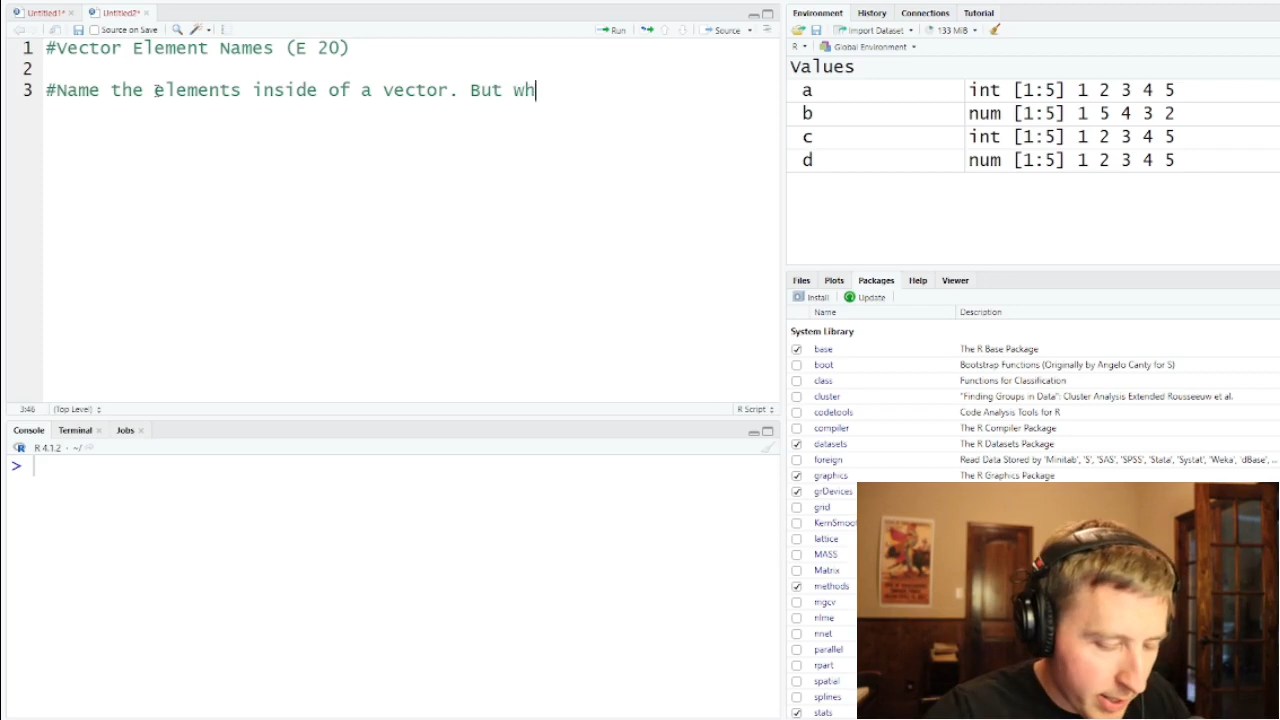 Untitled1* × Untitled2* ×
Source on Save Run Source
1 #Vector Element Names (E 20)
2
3 #Name the elements inside of a vector. But wh
3:46 (Top Level) R Script
Console Terminal × Jobs ×
R 4.1.2 · ~/
>
Environment History Connections Tutorial
Import Dataset 133 MiB
R Global Environment
Values
a int [1:5] 1 2 3 4 5
b num [1:5] 1 5 4 3 2
c int [1:5] 1 2 3 4 5
d num [1:5] 1 2 3 4 5
Files Plots Packages Help Viewer
Install Update
Name Description
System Library
base The R Base Package
boot Bootstrap Functions (Originally by Angelo Canty for S)
class Functions for Classification
cluster "Finding Groups in Data": Cluster Analysis Extended Rousseeuw et al.
codetools Code Analysis Tools for R
compiler The R Compiler Package
datasets The R Datasets Package
foreign Read Data Stored by 'Minitab', 'S', 'SAS', 'SPSS', 'Stata', 'Systat', 'Weka', 'dBase', ...
graphics The R Graphics Package
grDevices
grid
KernSmoo
lattice
MASS
Matrix
methods
mgcv
nlme
nnet
parallel
rpart
spatial
splines
stats